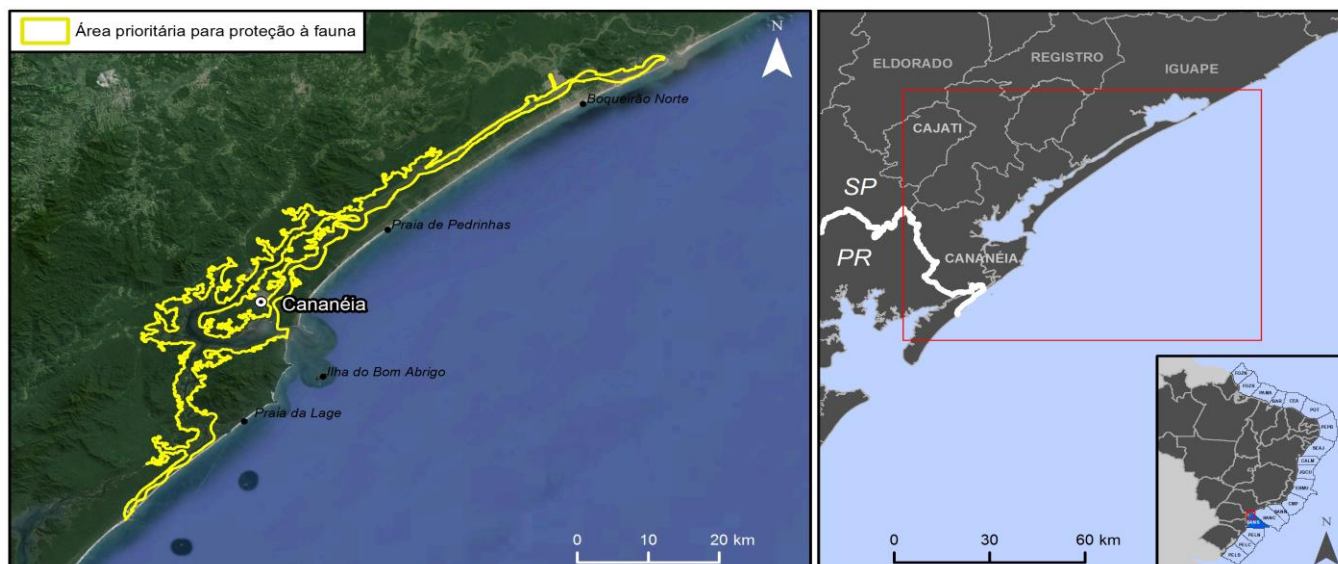 Área prioritária para proteção à fauna
N
Boqueirão Norte
Praia de Pedrinhas
Cananéia
Ilha do Bom Abrigo
Praia da Lage
0 10 20 km
ELDORADO
REGISTRO
IGUAPE
CAJATI
SP
PR
CANANÉIA
0 30 60 km
N